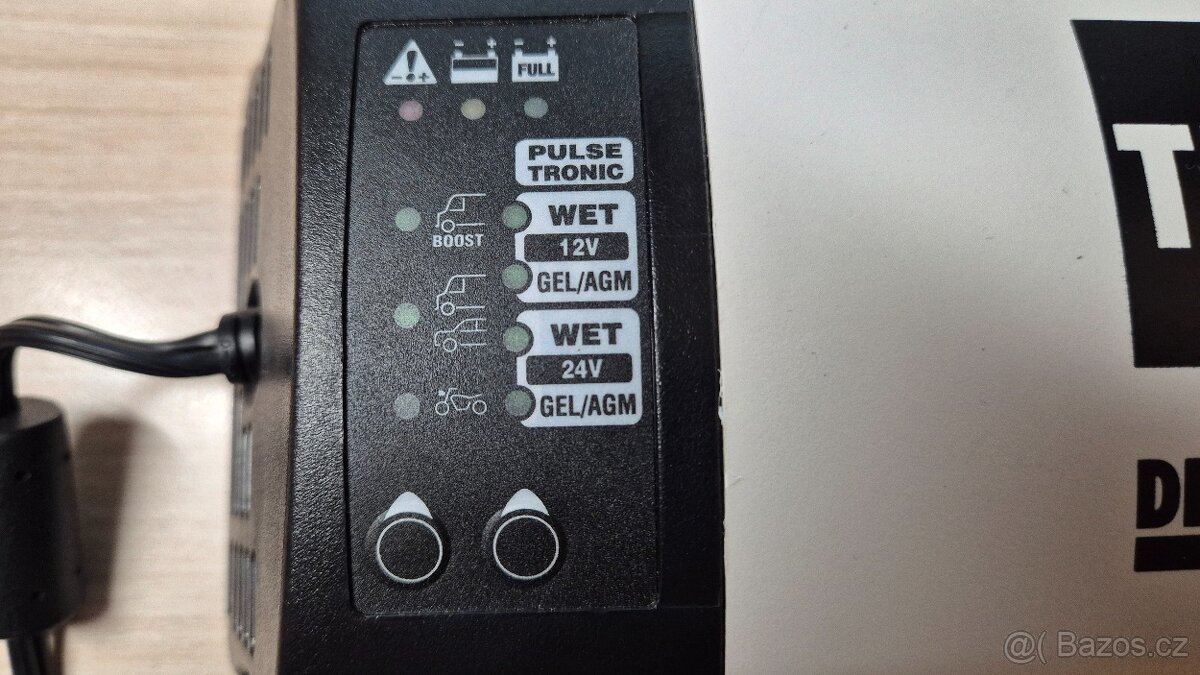 FULL
PULSE
TRONIC
WET
BOOST
12V
GEL/AGM
WET
24V
GEL/AGM
T
D
@( Bazos.cz